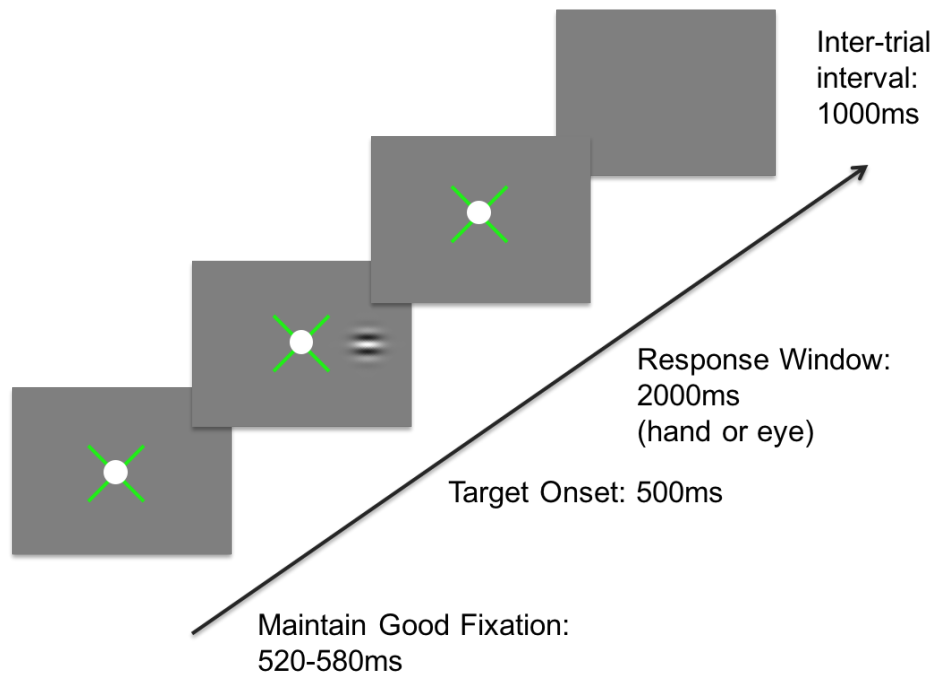 Inter-trial
interval:
1000ms
Response Window:
2000ms
(hand or eye)
Target Onset: 500ms
Maintain Good Fixation:
520-580ms